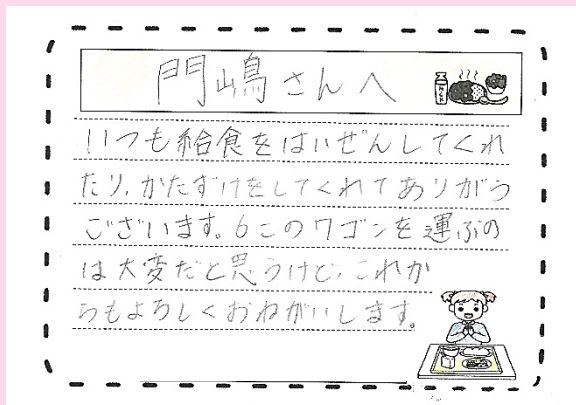 門嶋さんへ
いつも給食をはいぜんしてくれ
たり、かたずけをしてくれてありがとう
ございます。6このワゴンを運ぶの
は大変だと思うけど、これか
らもよろしくおねがいします。